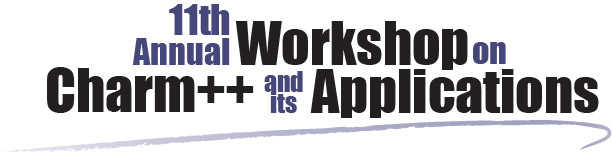 11th
Annual Workshop on
Charm++ and its Applications